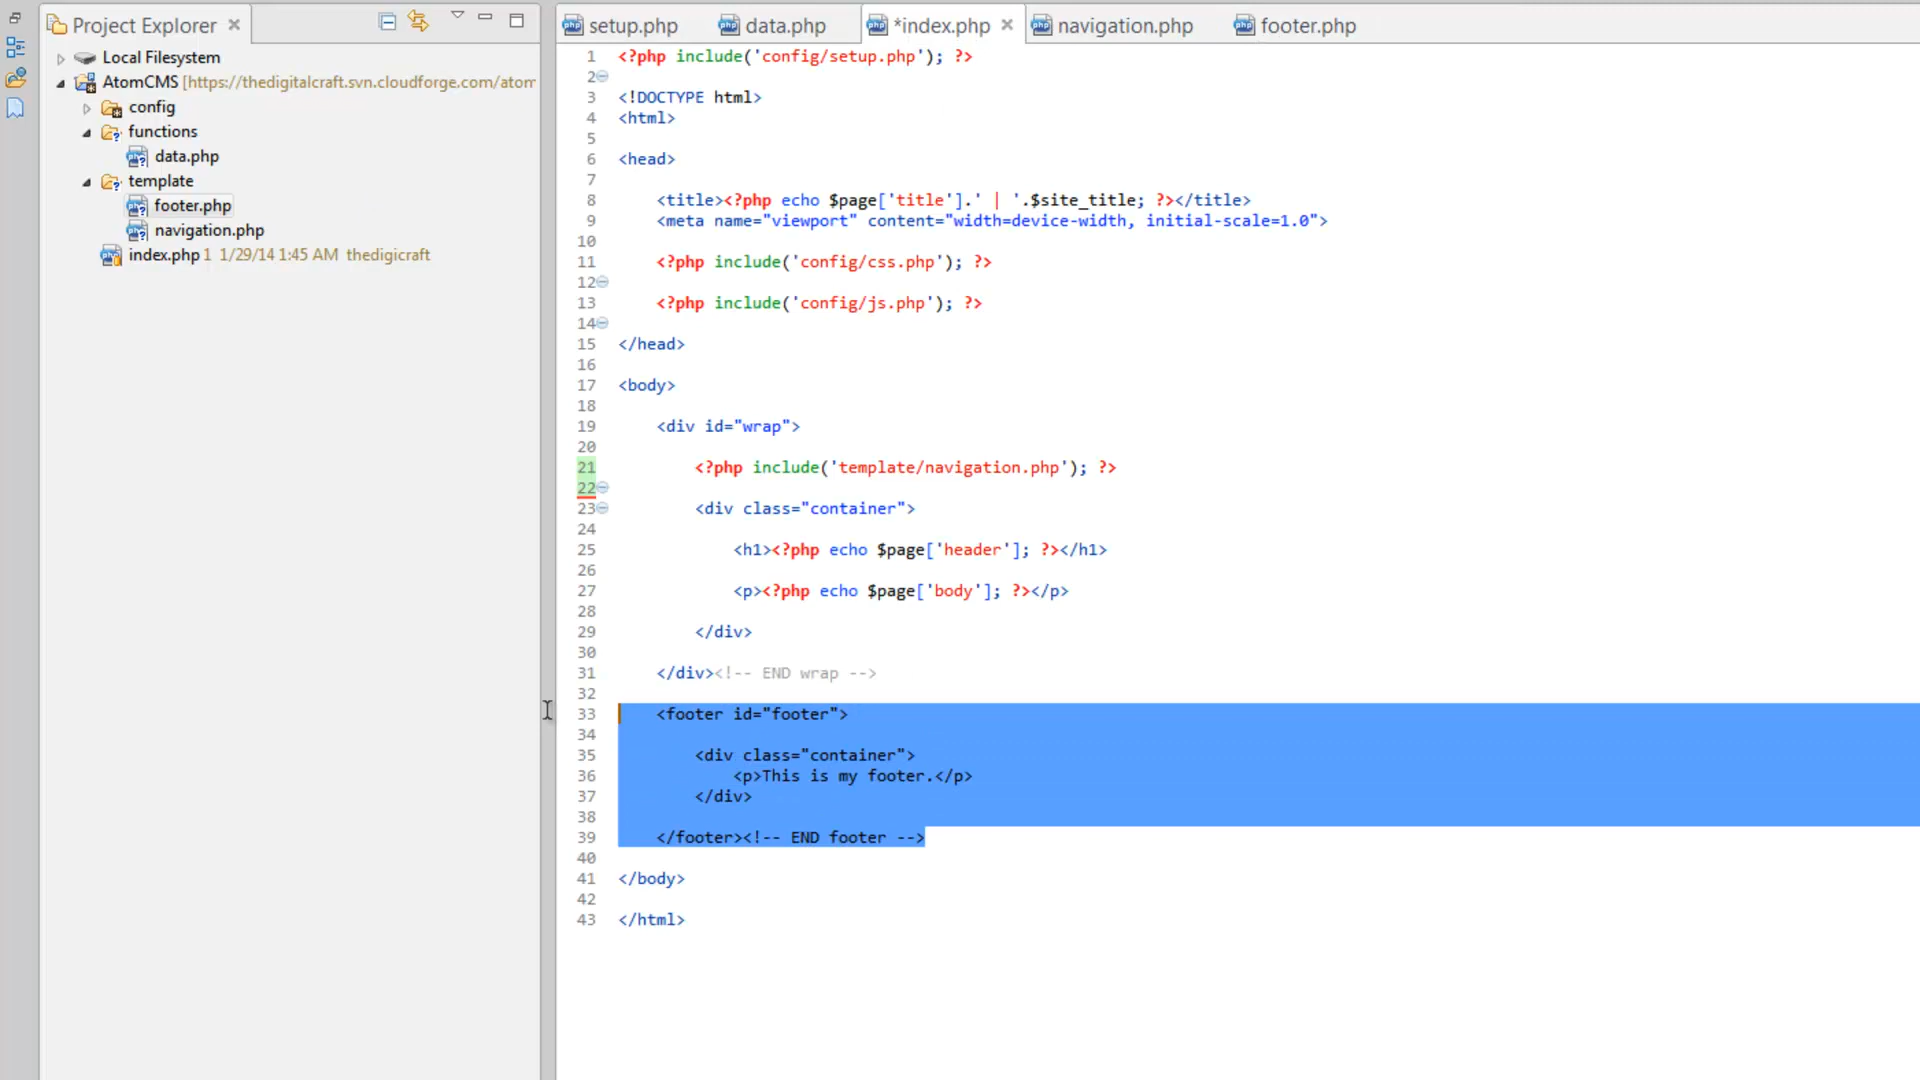 Project Explorer
Local Filesystem
AtomCMS [https://thedigitalcraft.svn.cloudforge.com/atom
config
functions
data.php
template
footer.php
navigation.php
index.php 1 1/29/14 1:45 AM thedigicraft
setup.php data.php *index.php navigation.php footer.php
1 <?php include('config/setup.php'); ?>
2
3 <!DOCTYPE html>
4 <html>
5
6 <head>
7
8 <title><?php echo $page['title'].' | '.$site_title; ?></title>
9 <meta name="viewport" content="width=device-width, initial-scale=1.0">
10
11 <?php include('config/css.php'); ?>
12
13 <?php include('config/js.php'); ?>
14
15 </head>
16
17 <body>
18
19 <div id="wrap">
20
21 <?php include('template/navigation.php'); ?>
22
23 <div class="container">
24
25 <h1><?php echo $page['header']; ?></h1>
26
27 <p><?php echo $page['body']; ?></p>
28
29 </div>
30
31 </div><!-- END wrap -->
32
33 <footer id="footer">
34
35 <div class="container">
36 <p>This is my footer.</p>
37 </div>
38
39 </footer><!-- END footer -->
40
41 </body>
42
43 </html>